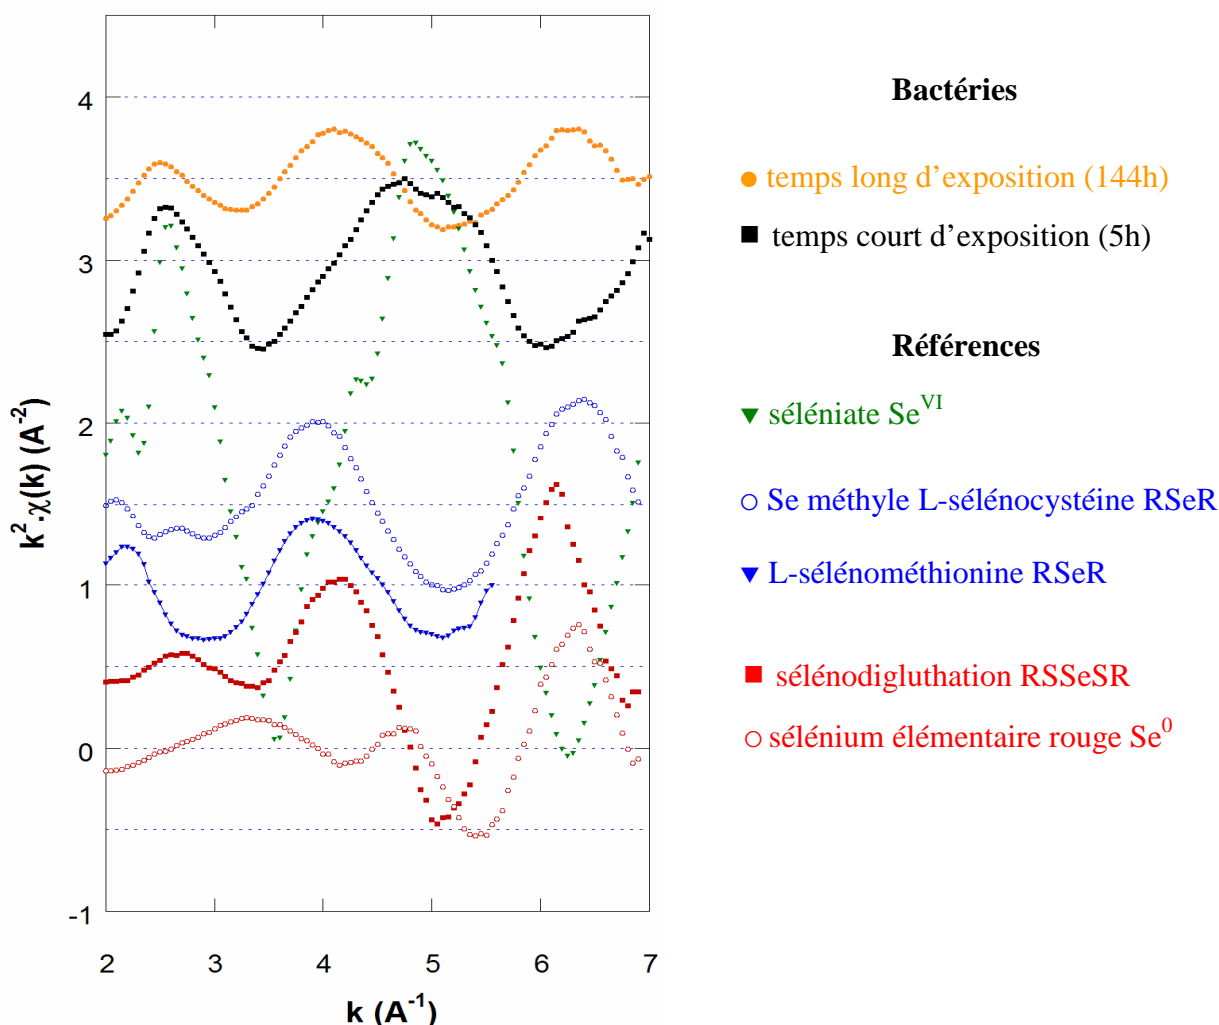 4
3
2
1
0
-1
2 3 4 5 6 7
k (A⁻¹)
k².χ(k) (A⁻²)
Bactéries
temps long d’exposition (144h)
temps court d’exposition (5h)
Références
séléniate Seⱽᴵ
Se méthyle L-sélénocystéine RSeR
L-sélénométhionine RSeR
sélénodigluthation RSSeSR
sélénium élémentaire rouge Se⁰